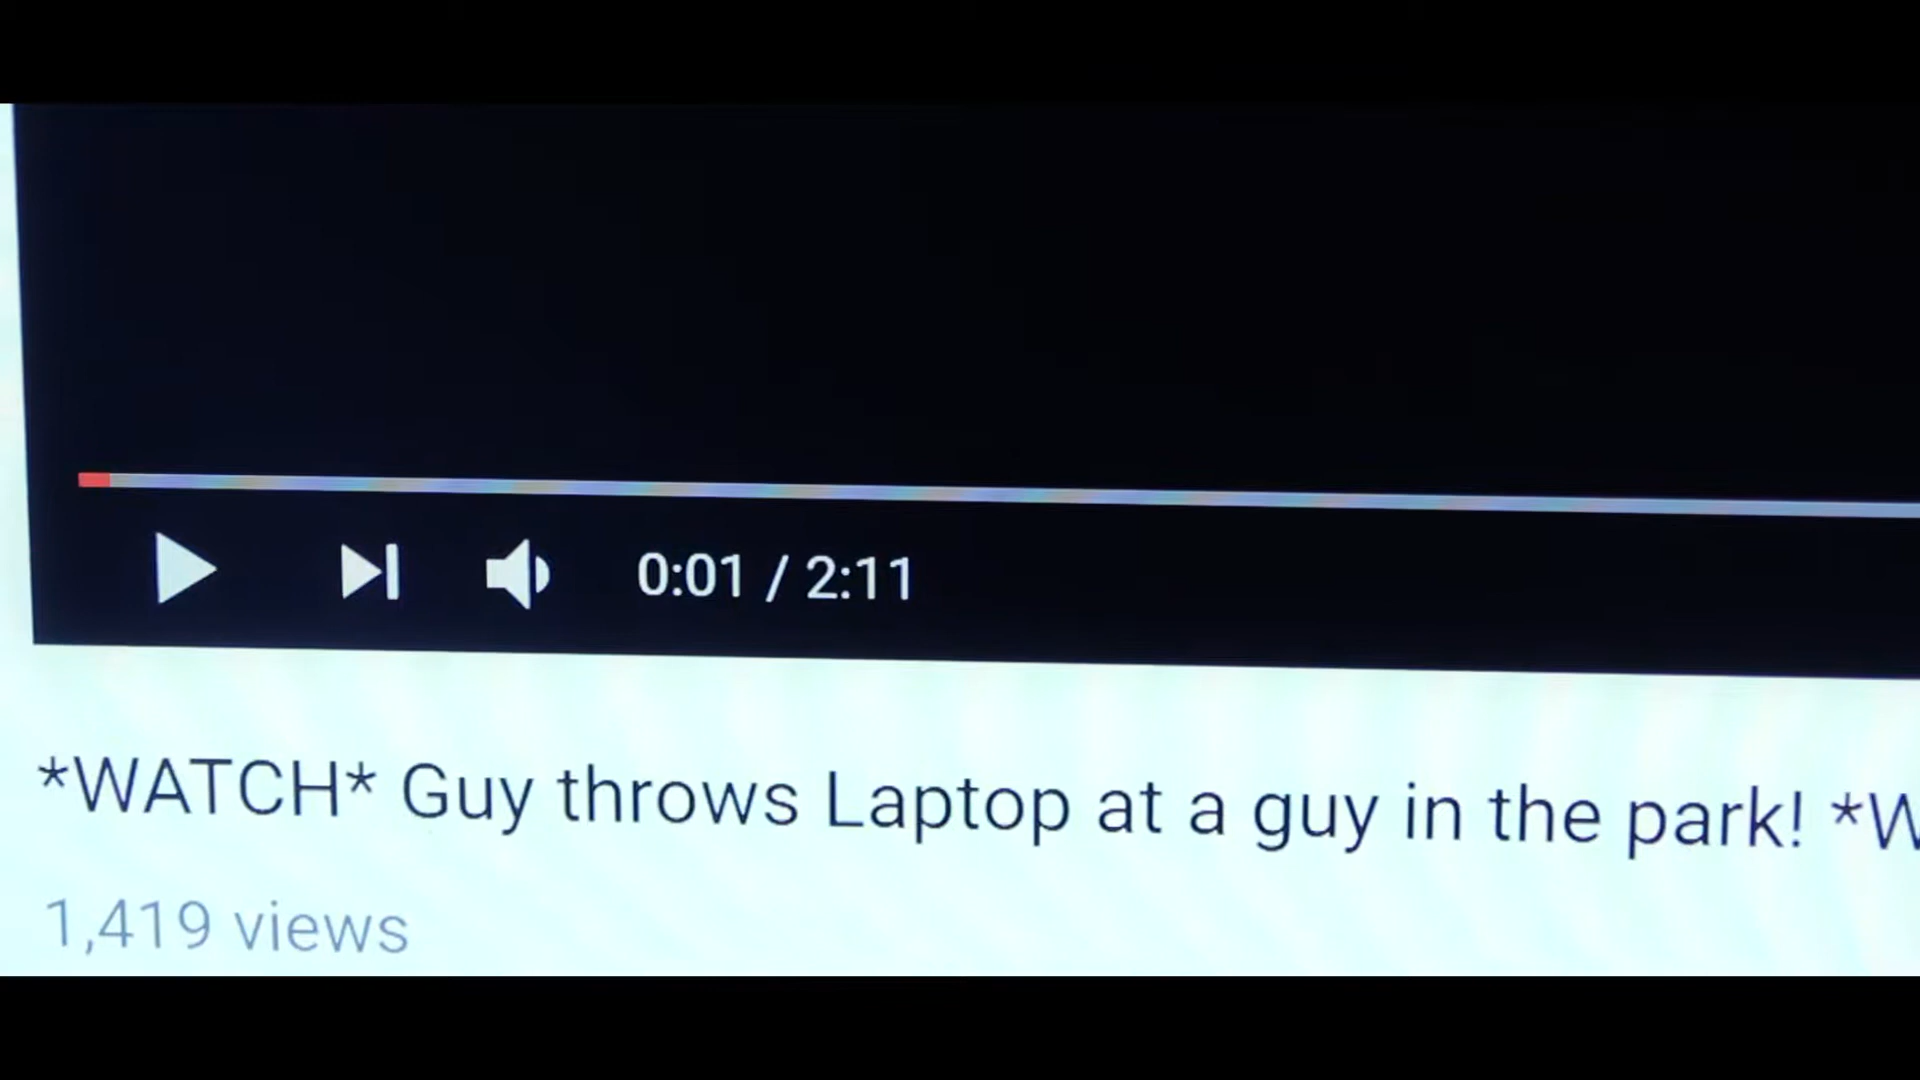 0:01 / 2:11
*WATCH* Guy throws Laptop at a guy in the park! *W
1,419 views